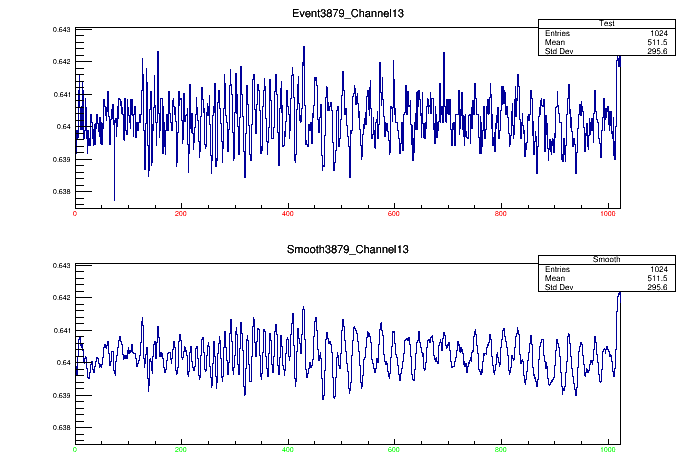 Event3879_Channel13
Test
Entries 1024
Mean 511.5
Std Dev 295.6
0.643
0.642
0.641
0.64
0.639
0.638
0 200 400 600 800 1000
Smooth3879_Channel13
Smooth
Entries 1024
Mean 511.5
Std Dev 295.6
0.643
0.642
0.641
0.64
0.639
0.638
0 200 400 600 800 1000